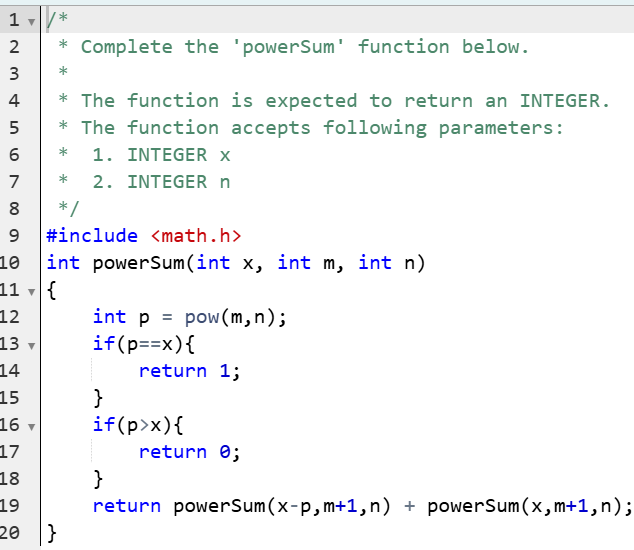 1 /*
2 * Complete the 'powerSum' function below.
3 *
4 * The function is expected to return an INTEGER.
5 * The function accepts following parameters:
6 *  1. INTEGER x
7 *  2. INTEGER n
8 */
9 #include <math.h>
10 int powerSum(int x, int m, int n)
11 {
12     int p = pow(m,n);
13     if(p==x){
14         return 1;
15     }
16     if(p>x){
17         return 0;
18     }
19     return powerSum(x-p,m+1,n) + powerSum(x,m+1,n);
20 }